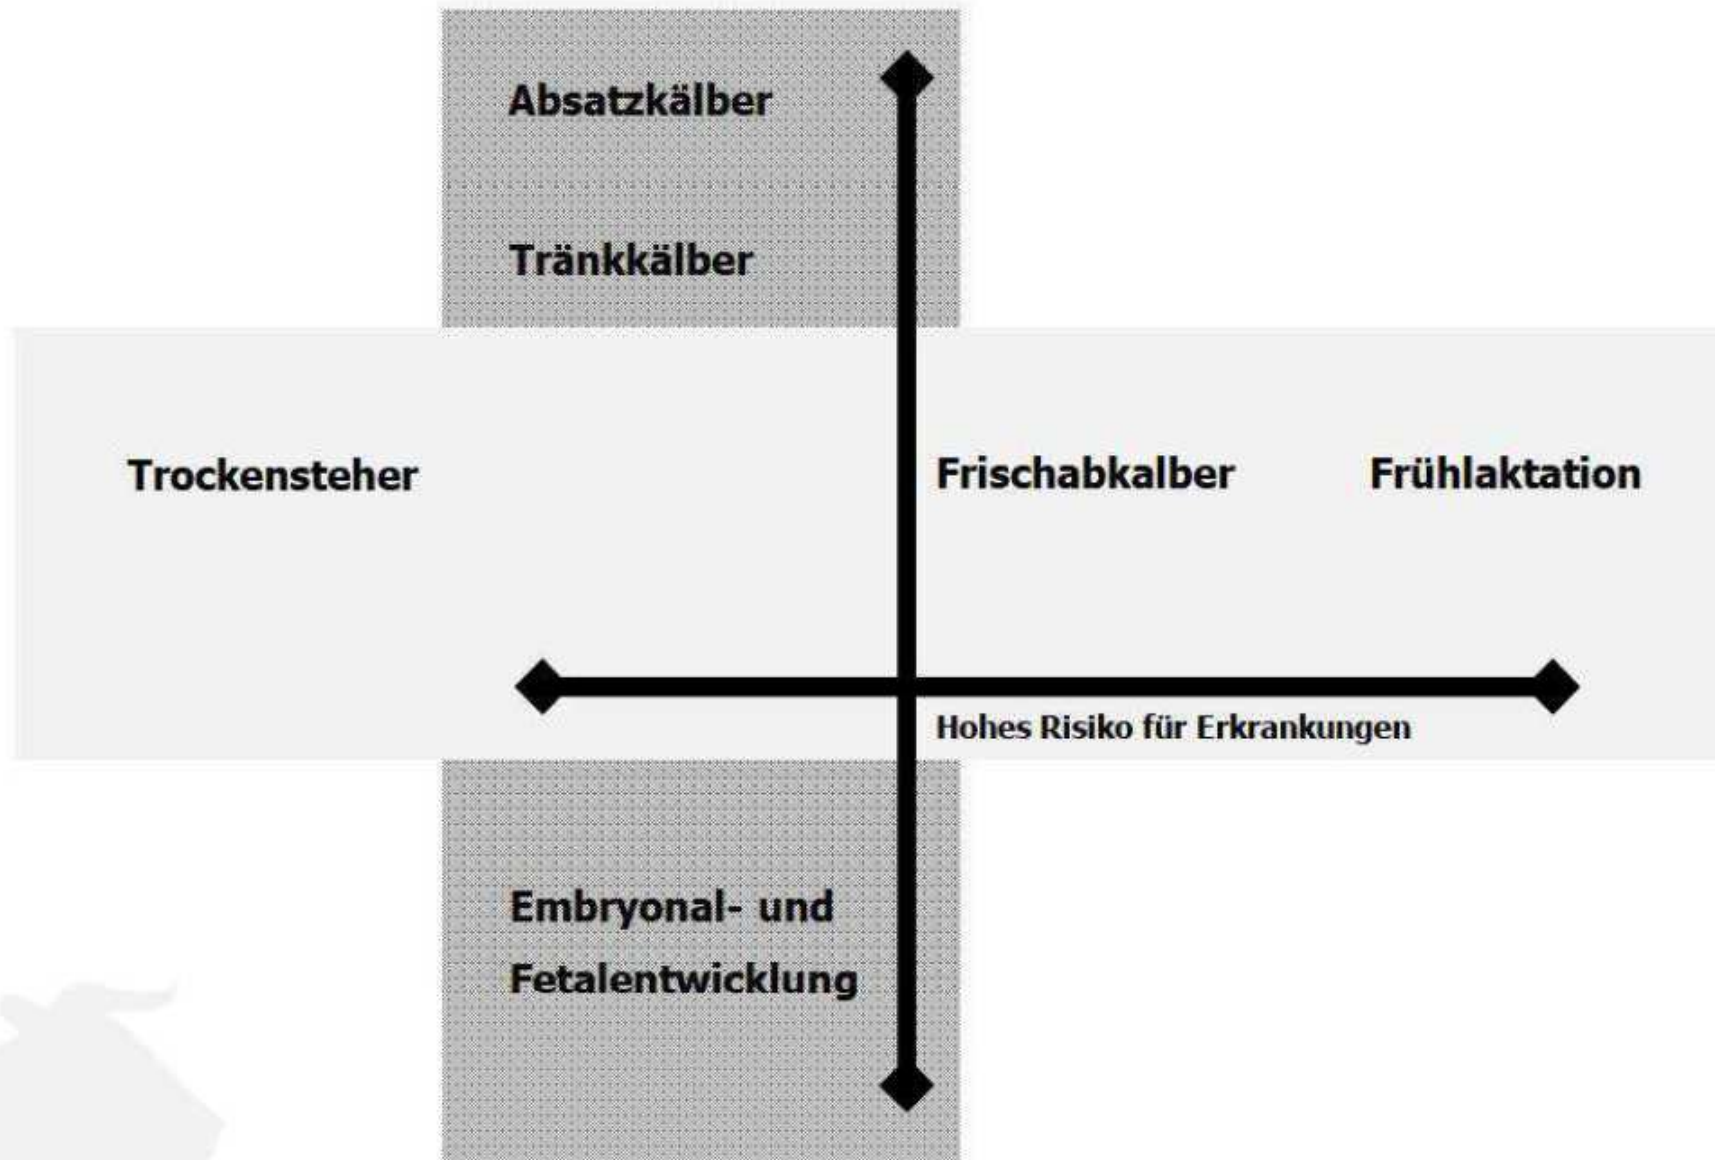 Absatzkälber
Tränkkälber
Trockensteher
Frischabkalber
Frühlaktation
Hohes Risiko für Erkrankungen
Embryonal- und
Fetalentwicklung